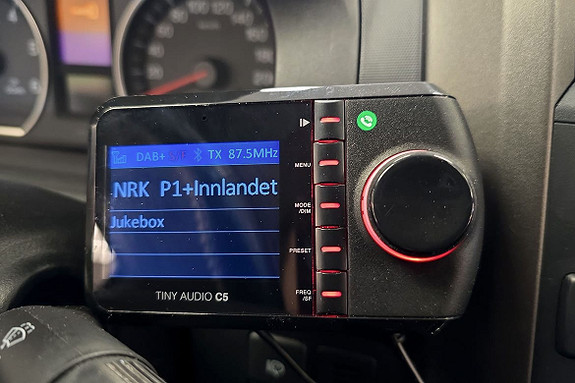 DAB+ TX 87.5MHz
NRK P1+Innlandet
Jukebox
TINY AUDIO C5
MENU
MODE
/DIM
PRESET
FREQ
/SF